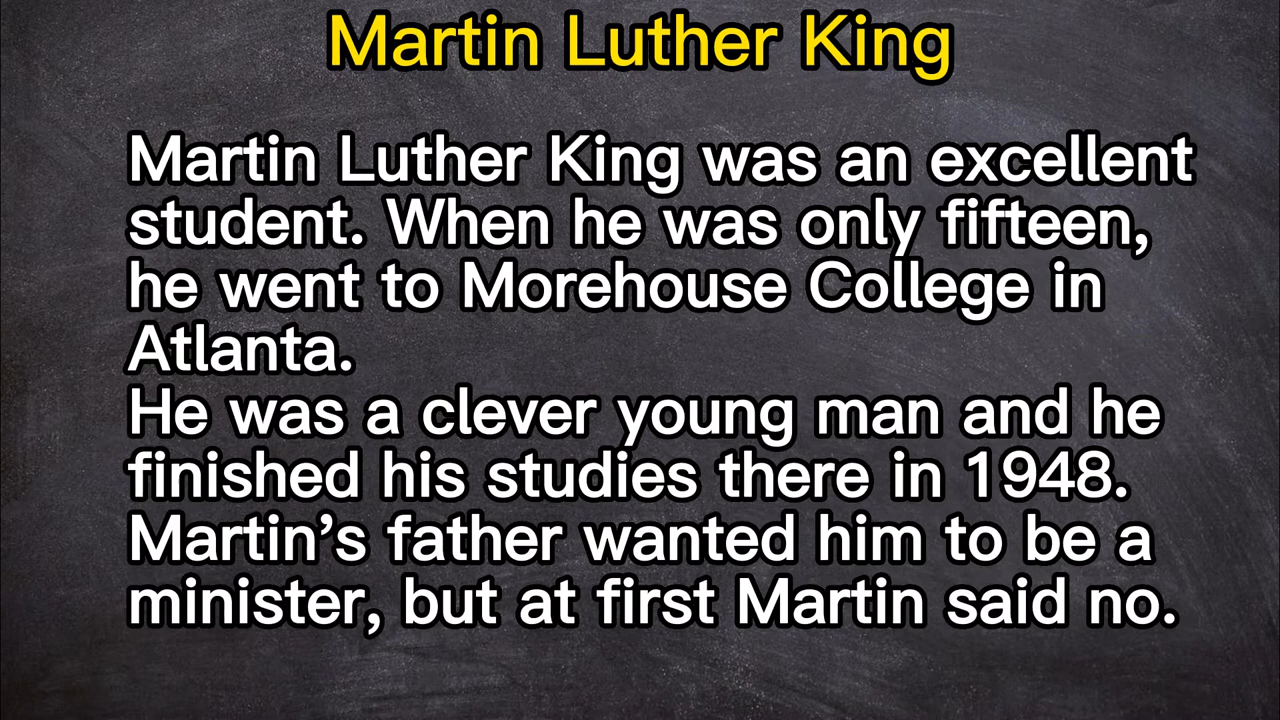 Martin Luther King
Martin Luther King was an excellent
student. When he was only fifteen,
he went to Morehouse College in
Atlanta.
He was a clever young man and he
finished his studies there in 1948.
Martin’s father wanted him to be a
minister, but at first Martin said no.